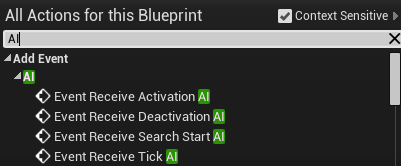 All Actions for this Blueprint Context Sensitive
AI
Add Event
AI
Event Receive Activation AI
Event Receive Deactivation AI
Event Receive Search Start AI
Event Receive Tick AI